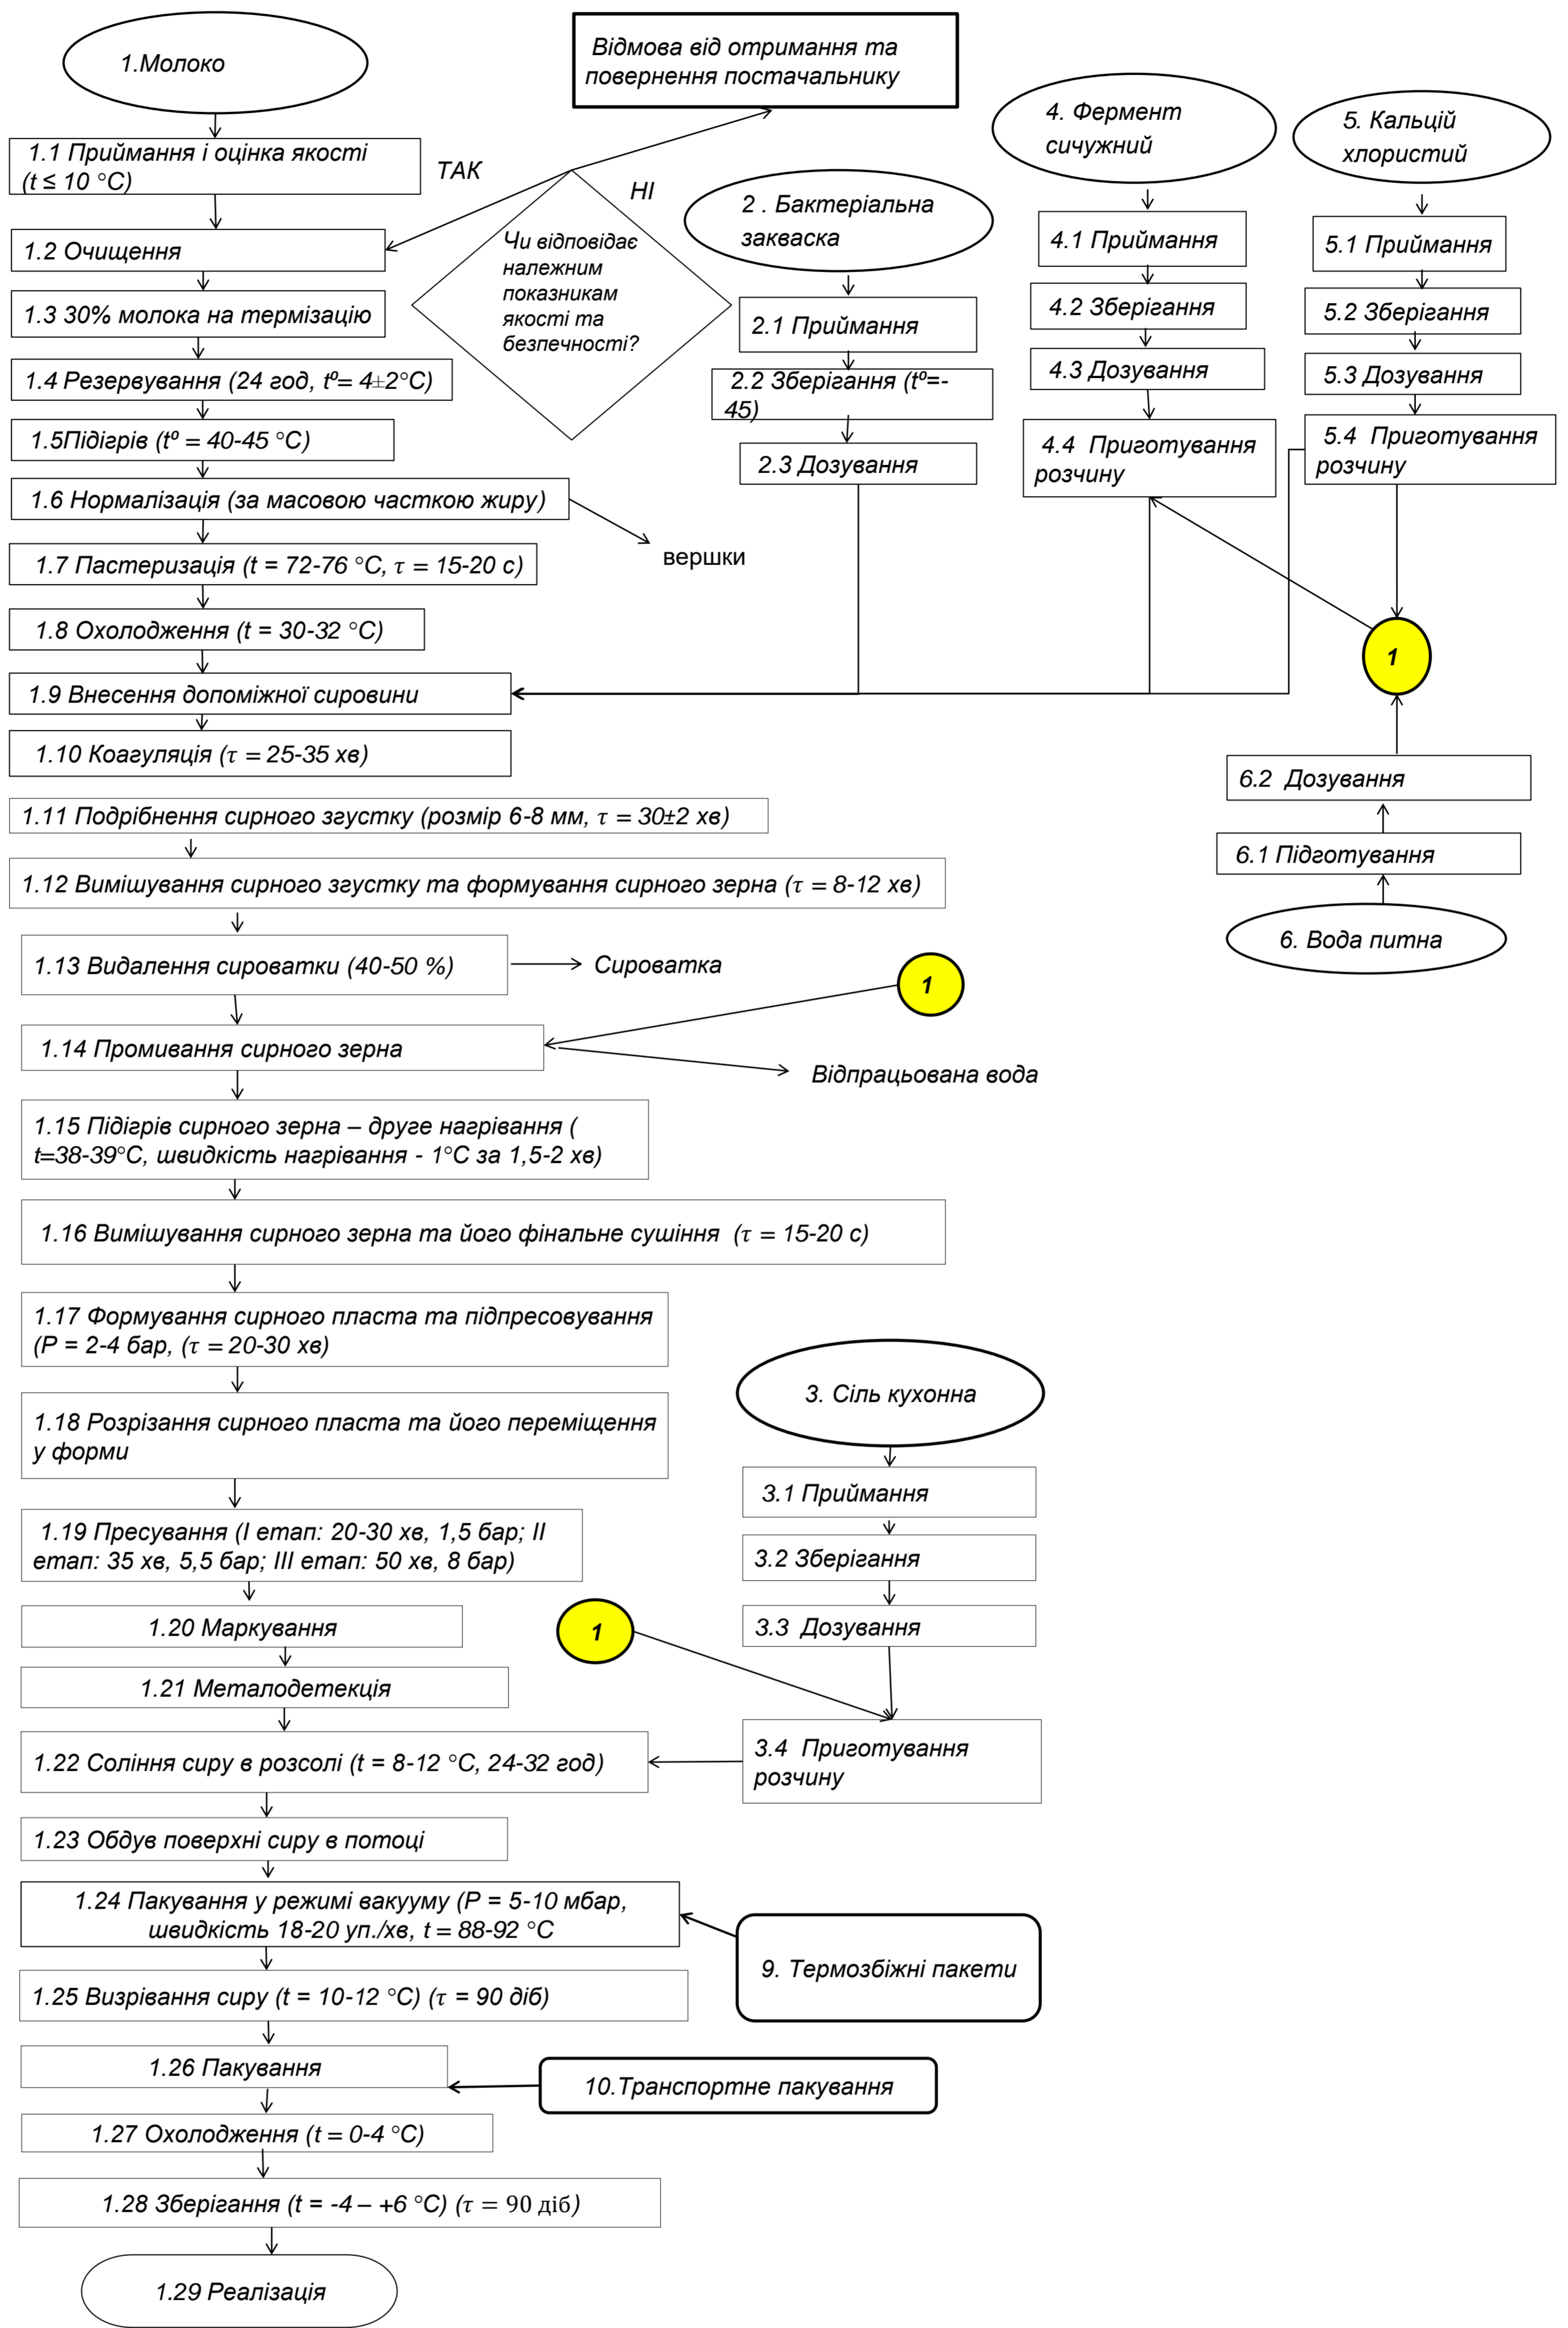 1.Молоко
Відмова від отримання та
повернення постачальнику
4. Фермент
сичужний
5. Кальцій
хлористий
1.1 Приймання і оцінка якості
(t ≤ 10 °C)
ТАК
НІ
2 . Бактеріальна
закваска
Чи відповідає
належним
показникам
якості та
безпечності?
1.2 Очищення
1.3 30% молока на термізацію
1.4 Резервування (24 год, tº= 4±2°C)
1.5Підігрів (tº = 40-45 °C)
1.6 Нормалізація (за масовою часткою жиру)
вершки
1.7 Пастеризація (t = 72-76 °C, τ = 15-20 с)
1.8 Охолодження (t = 30-32 °C)
1.9 Внесення допоміжної сировини
1.10 Коагуляція (τ = 25-35 хв)
2.1 Приймання
2.2 Зберігання (tº=-
45)
2.3 Дозування
4.1 Приймання
4.2 Зберігання
4.3 Дозування
4.4 Приготування
розчину
5.1 Приймання
5.2 Зберігання
5.3 Дозування
5.4 Приготування
розчину
1
6.2 Дозування
6.1 Підготування
6. Вода питна
1.11 Подрібнення сирного згустку (розмір 6-8 мм, τ = 30±2 хв)
1.12 Вимішування сирного згустку та формування сирного зерна (τ = 8-12 хв)
1.13 Видалення сироватки (40-50 %)
Сироватка
1
1.14 Промивання сирного зерна
Відпрацьована вода
1.15 Підігрів сирного зерна – друге нагрівання (
t=38-39°C, швидкість нагрівання - 1°C за 1,5-2 хв)
1.16 Вимішування сирного зерна та його фінальне сушіння (τ = 15-20 с)
1.17 Формування сирного пласта та підпресовування
(P = 2-4 бар, (τ = 20-30 хв)
1.18 Розрізання сирного пласта та його переміщення
у форми
1.19 Пресування (I етап: 20-30 хв, 1,5 бар; II
етап: 35 хв, 5,5 бар; III етап: 50 хв, 8 бар)
1.20 Маркування
1.21 Металодетекція
1.22 Соління сиру в розсолі (t = 8-12 °C, 24-32 год)
3. Сіль кухонна
3.1 Приймання
3.2 Зберігання
3.3 Дозування
1
3.4 Приготування
розчину
1.23 Обдув поверхні сиру в потоці
1.24 Пакування у режимі вакууму (P = 5-10 мбар,
швидкість 18-20 уп./хв, t = 88-92 °C
9. Термозбіжні пакети
1.25 Визрівання сиру (t = 10-12 °C) (τ = 90 діб)
1.26 Пакування
10.Транспортне пакування
1.27 Охолодження (t = 0-4 °C)
1.28 Зберігання (t = -4 – +6 °C) (τ = 90 діб)
1.29 Реалізація